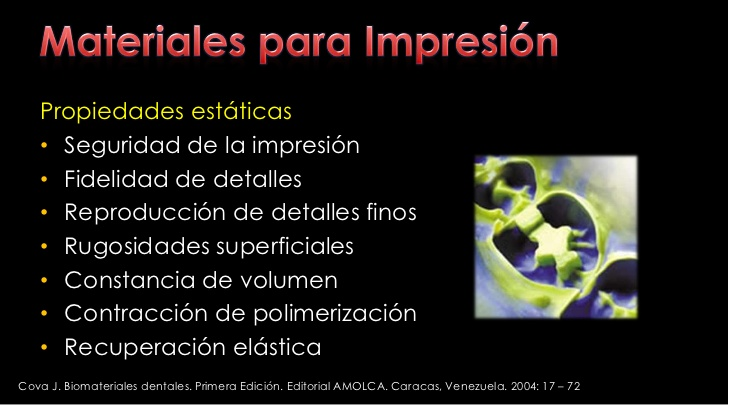 Materiales para Impresión
Propiedades estáticas
• Seguridad de la impresión
• Fidelidad de detalles
• Reproducción de detalles finos
• Rugosidades superficiales
• Constancia de volumen
• Contracción de polimerización
• Recuperación elástica
Cova J. Biomateriales dentales. Primera Edición. Editorial AMOLCA. Caracas, Venezuela. 2004: 17 – 72